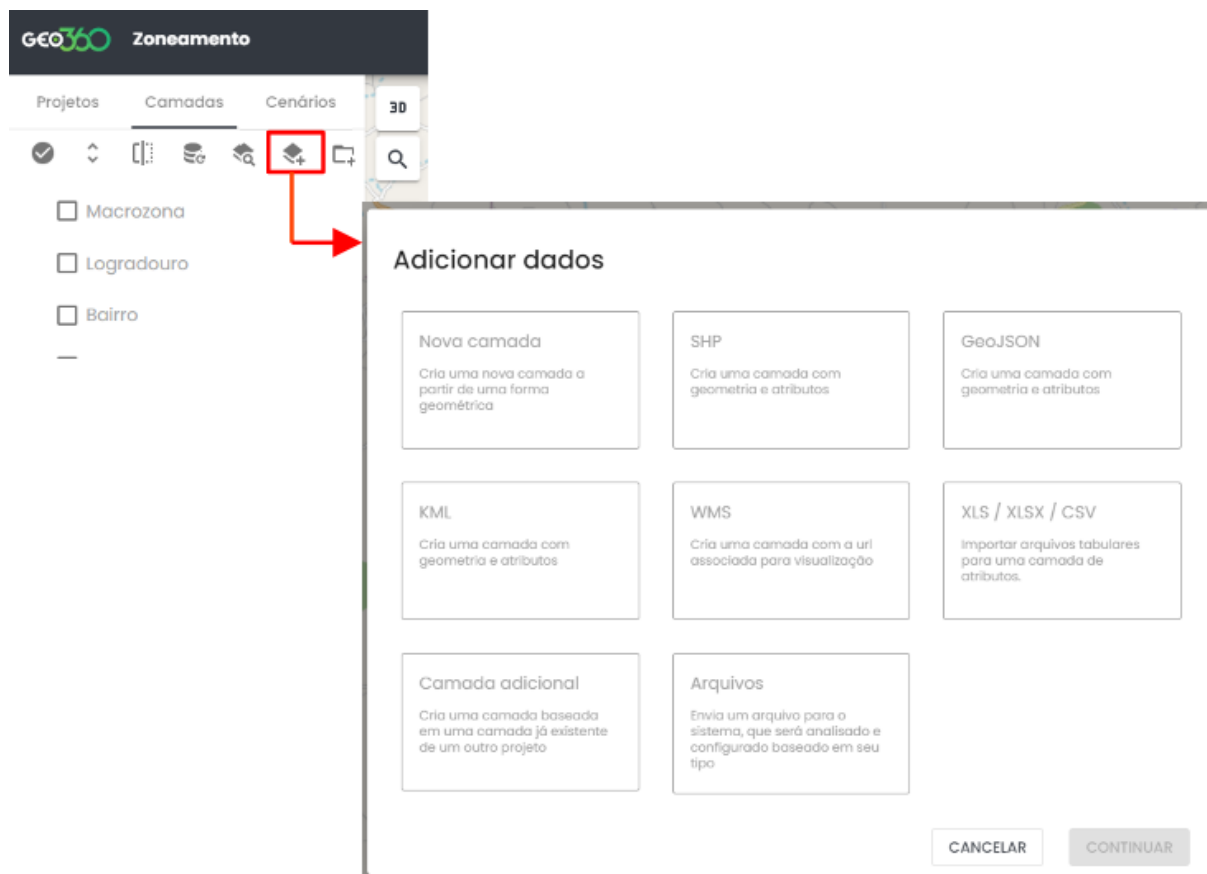 GEO360 Zoneamento
Projetos Camadas Cenários
3D
Macrozona
Logradouro
Bairro
Adicionar dados
Nova camada
Cria uma nova camada a
partir de uma forma
geométrica
SHP
Cria uma camada com
geometria e atributos
GeoJSON
Cria uma camada com
geometria e atributos
KML
Cria uma camada com
geometria e atributos
WMS
Cria uma camada com a url
associada para visualização
XLS / XLSX / CSV
Importar arquivos tabulares
para uma camada de
atributos.
Camada adicional
Cria uma camada baseada
em uma camada já existente
de um outro projeto
Arquivos
Envia um arquivo para o
sistema, que será analisado e
configurado baseado em seu
tipo
CANCELAR CONTINUAR